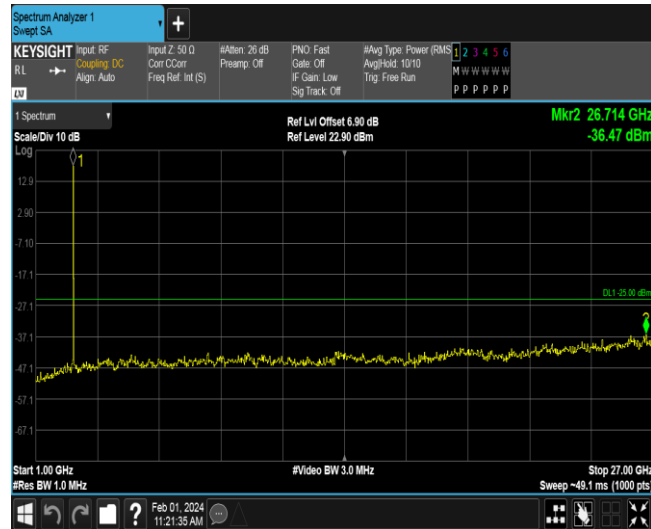 Spectrum Analyzer 1
Swept SA
KEYSIGHT
RL
LXI
Input: RF
Coupling: DC
Align: Auto
Input Z: 50 Ω
Corr CCorr
Freq Ref: Int (S)
#Atten: 26 dB
Preamp: Off
PNO: Fast
Gate: Off
IF Gain: Low
Sig Track: Off
#Avg Type: Power (RMS
Avg|Hold: 10/10
Trig: Free Run
1 2 3 4 5 6
M W W W W W
P P P P P P
1 Spectrum
Scale/Div 10 dB
Log
Ref Lvl Offset 6.90 dB
Ref Level 22.90 dBm
Mkr2 26.714 GHz
-36.47 dBm
1
12.9
2.90
-7.10
-17.1
DL1 -25.00 dBm
-27.1
2
-37.1
-47.1
-57.1
-67.1
Start 1.00 GHz
#Res BW 1.0 MHz
#Video BW 3.0 MHz
Stop 27.00 GHz
Sweep ~49.1 ms (1000 pts)
?
Feb 01, 2024
11:21:35 AM